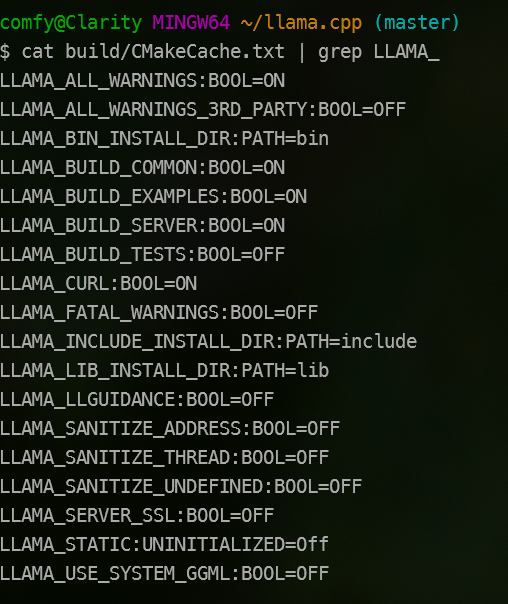 comfy@Clarity MINGW64 ~/llama.cpp (master)
$ cat build/CMakeCache.txt | grep LLAMA_
LLAMA_ALL_WARNINGS:BOOL=ON
LLAMA_ALL_WARNINGS_3RD_PARTY:BOOL=OFF
LLAMA_BIN_INSTALL_DIR:PATH=bin
LLAMA_BUILD_COMMON:BOOL=ON
LLAMA_BUILD_EXAMPLES:BOOL=ON
LLAMA_BUILD_SERVER:BOOL=ON
LLAMA_BUILD_TESTS:BOOL=OFF
LLAMA_CURL:BOOL=ON
LLAMA_FATAL_WARNINGS:BOOL=OFF
LLAMA_INCLUDE_INSTALL_DIR:PATH=include
LLAMA_LIB_INSTALL_DIR:PATH=lib
LLAMA_LLGUIDANCE:BOOL=OFF
LLAMA_SANITIZE_ADDRESS:BOOL=OFF
LLAMA_SANITIZE_THREAD:BOOL=OFF
LLAMA_SANITIZE_UNDEFINED:BOOL=OFF
LLAMA_SERVER_SSL:BOOL=OFF
LLAMA_STATIC:UNINITIALIZED=Off
LLAMA_USE_SYSTEM_GGML:BOOL=OFF